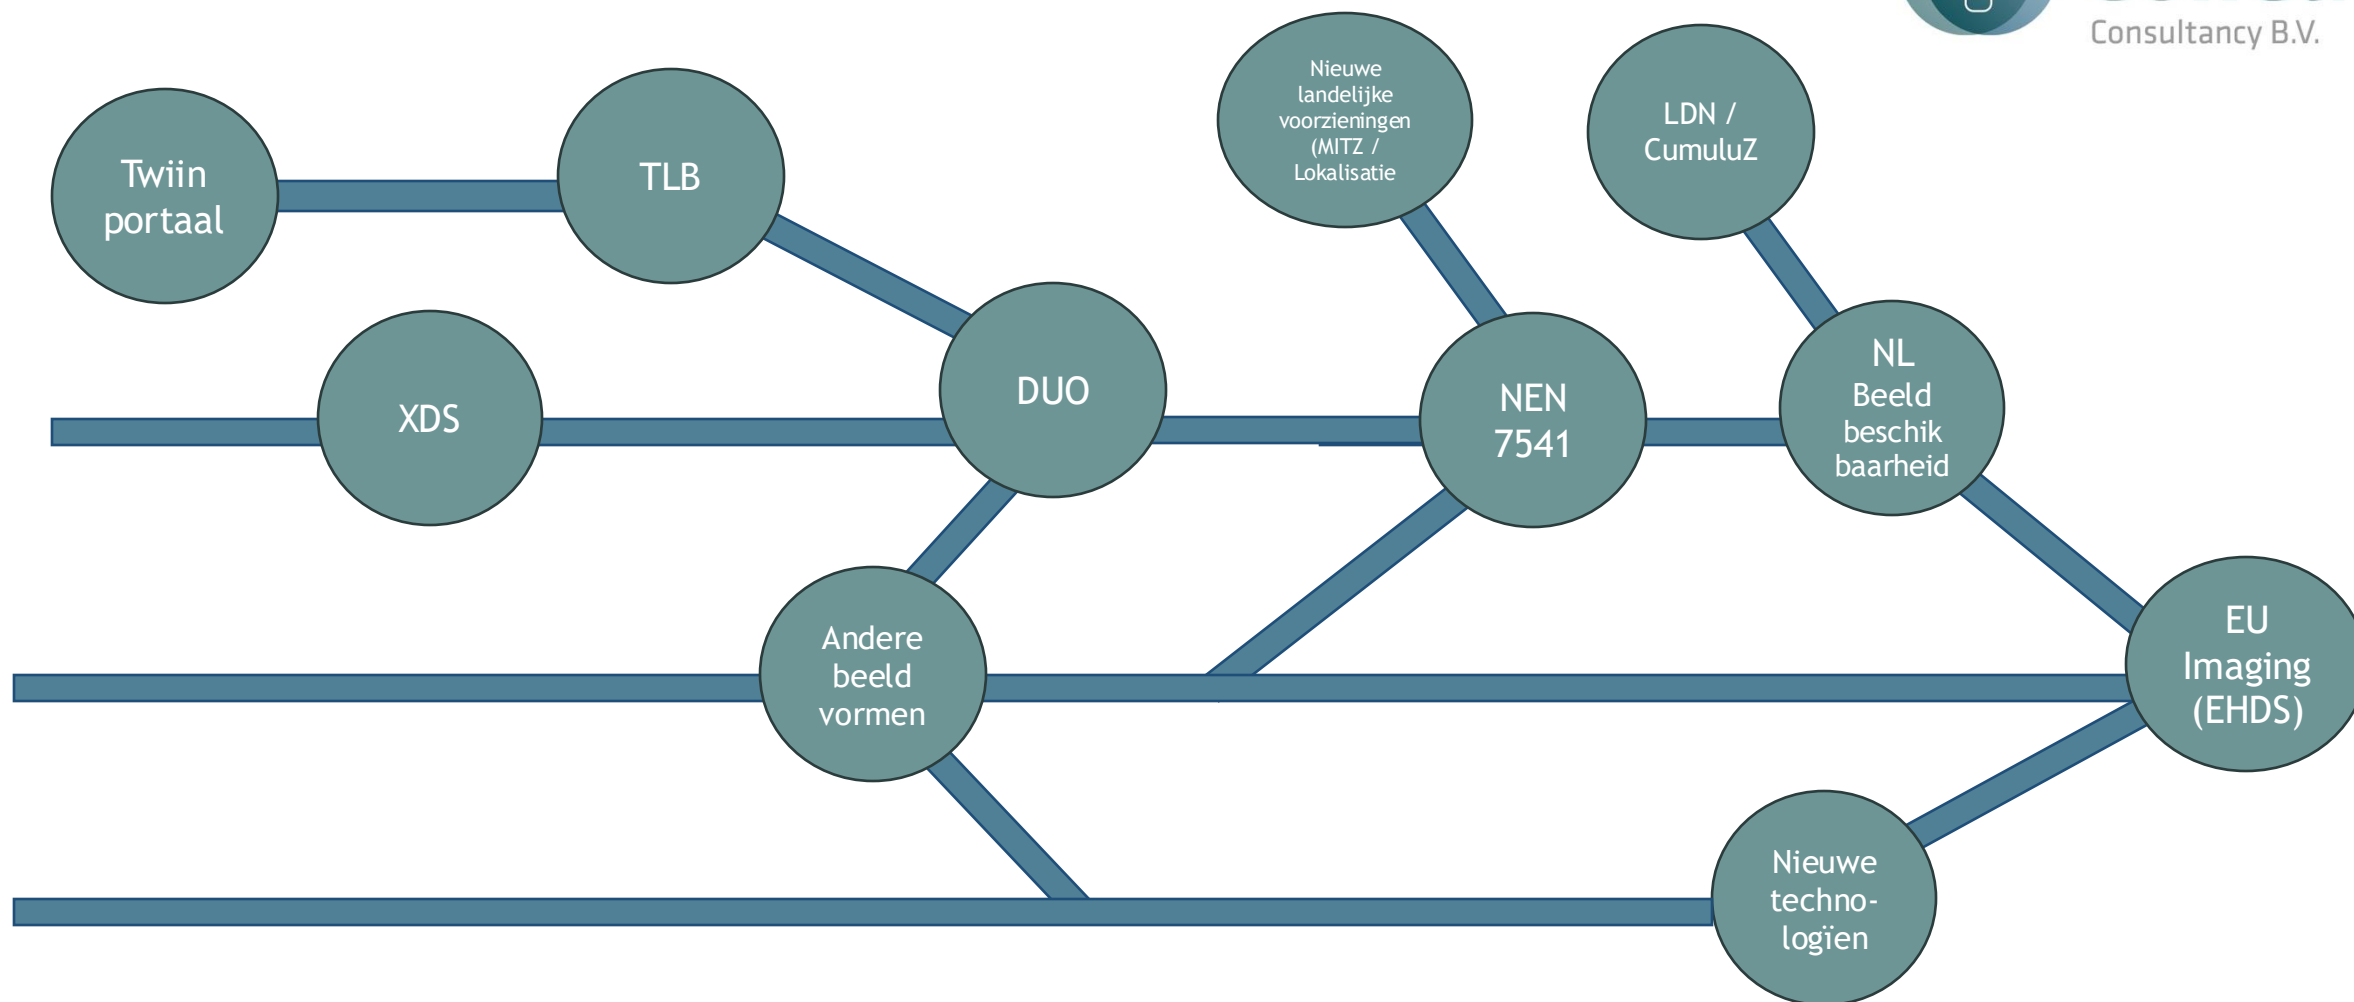 Consultancy B.V.
Twiin
portaal
TLB
Nieuwe
landelijke
voorzieningen
(MITZ /
Lokalisatie
LDN /
CumuluZ
XDS
DUO
NEN
7541
NL
Beeld
beschik
baarheid
Andere
beeld
vormen
EU
Imaging
(EHDS)
Nieuwe
techno-
logïen